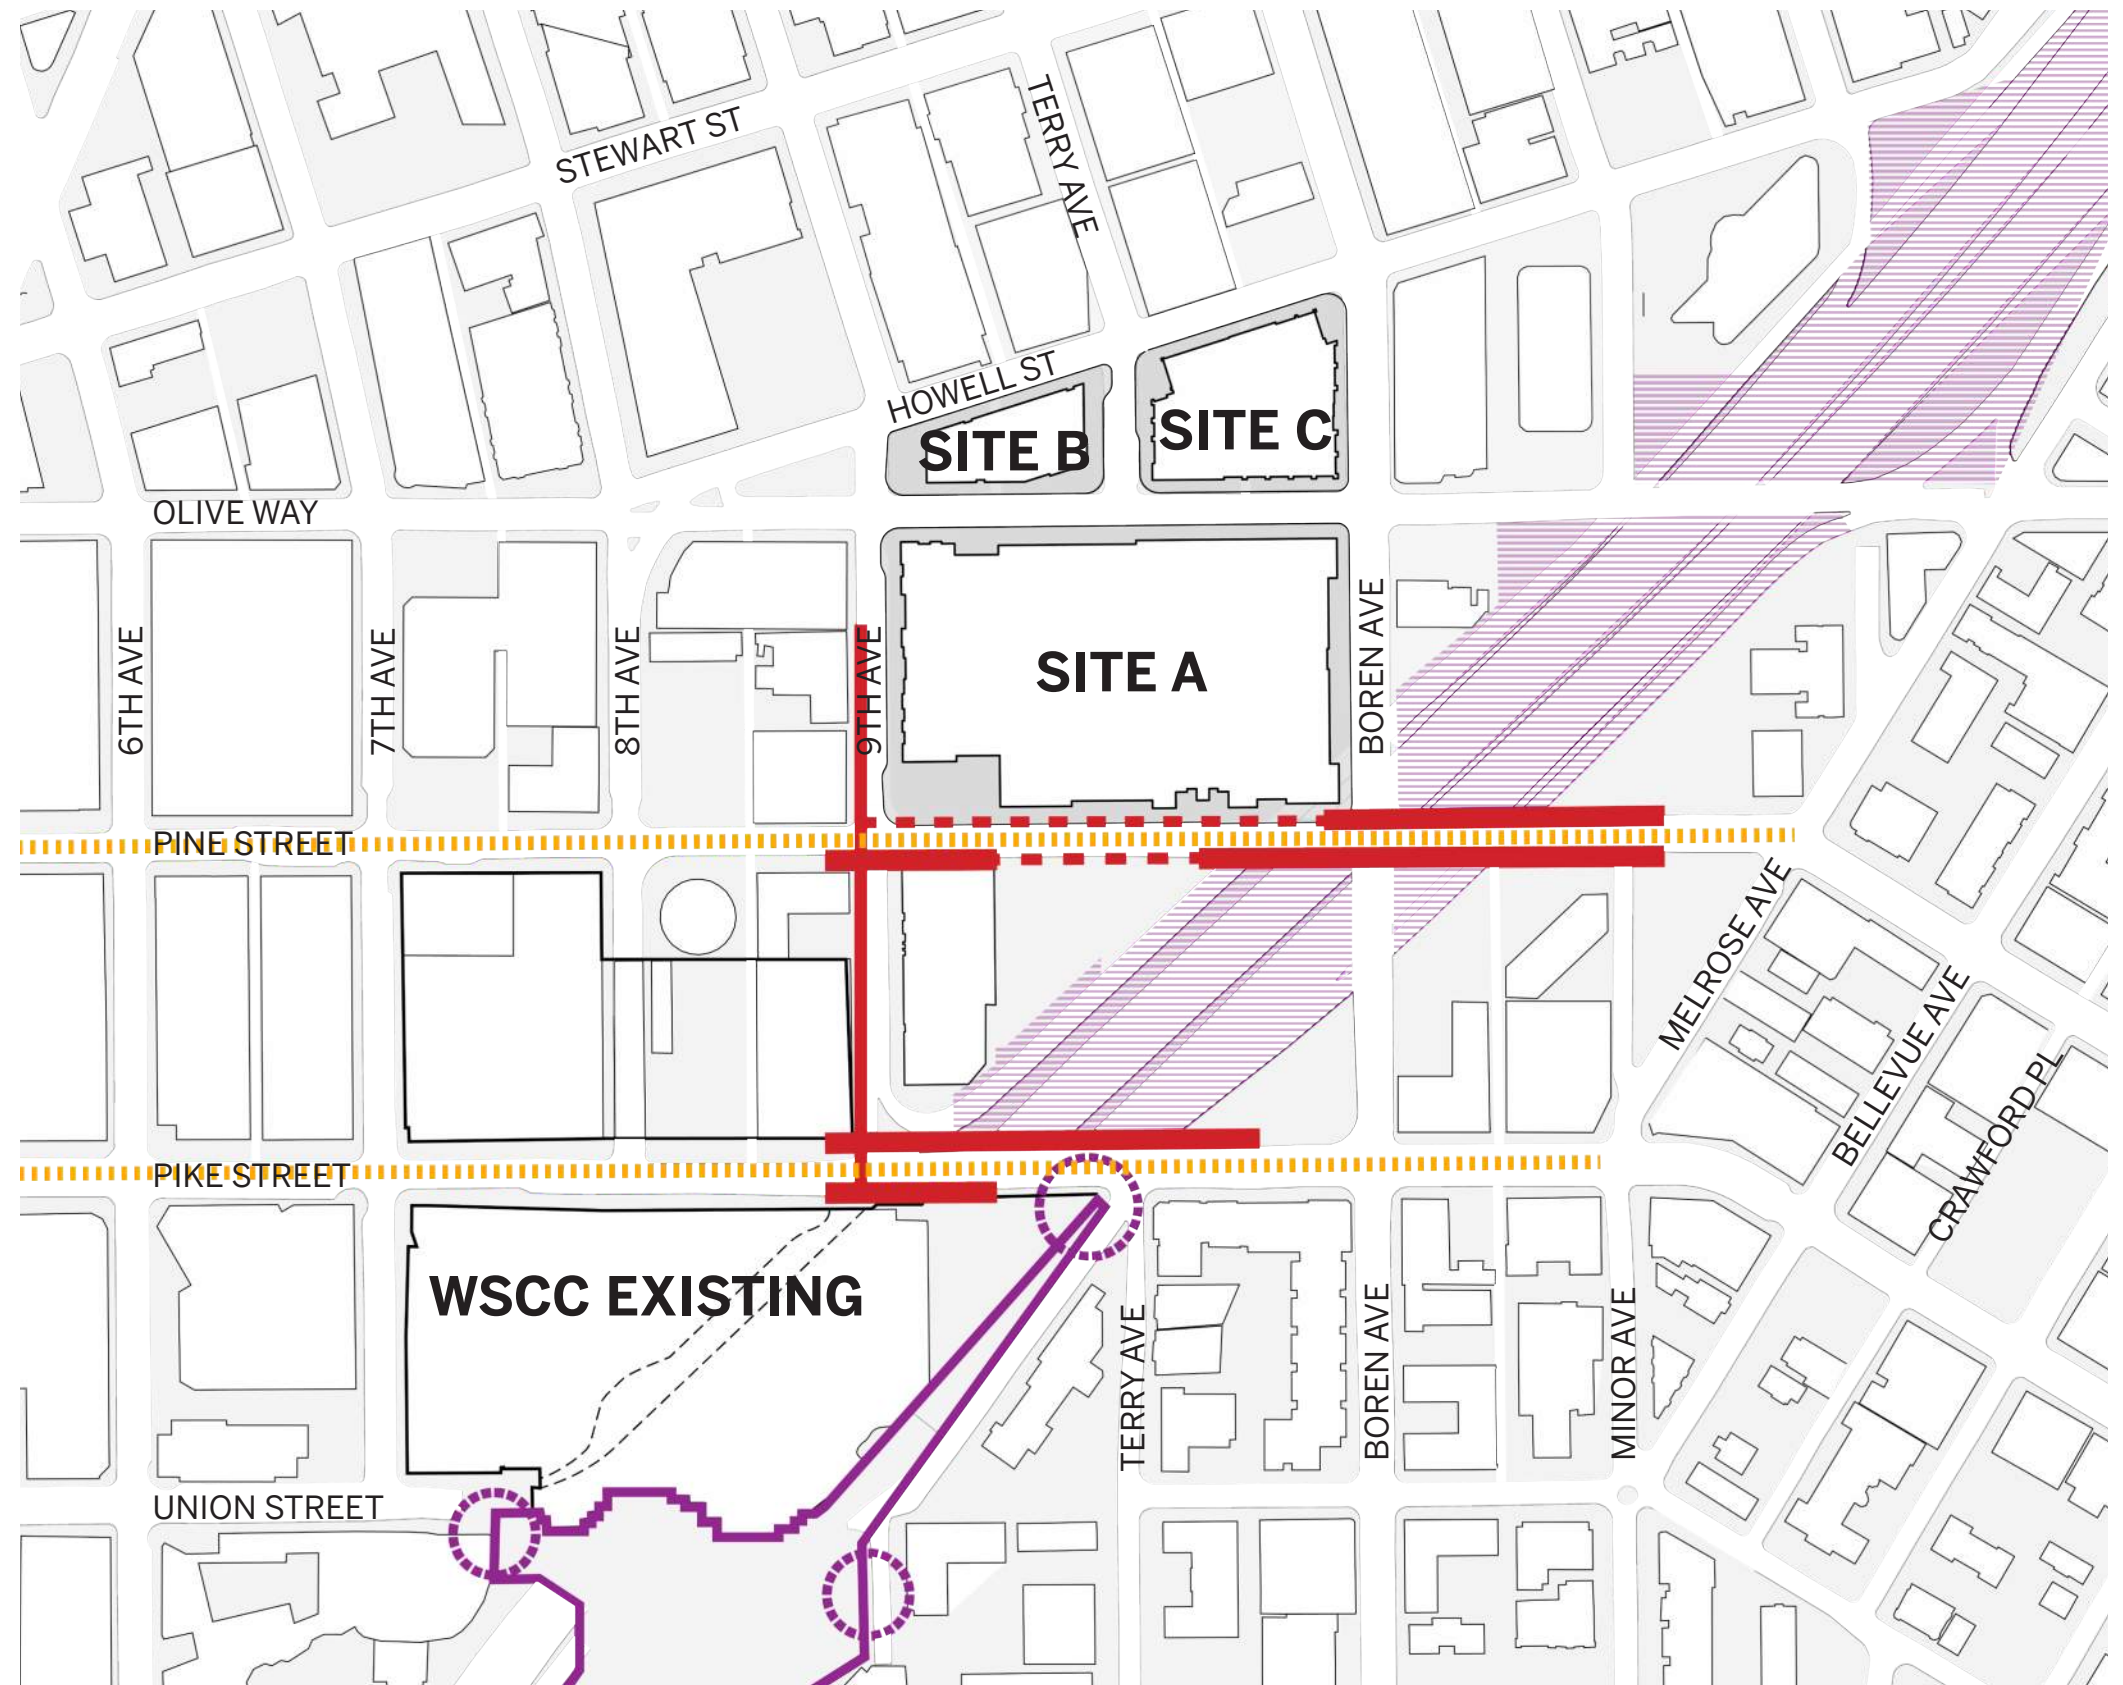 STEWART ST
TERRY AVE
HOWELL ST
SITE B
SITE C
OLIVE WAY
6TH AVE
7TH AVE
8TH AVE
9TH AVE
SITE A
BOREN AVE
PINE STREET
MELROSE AVE
BELLEVUE AVE
CRAWFORD PL
PIKE STREET
WSCC EXISTING
TERRY AVE
BOREN AVE
MINOR AVE
UNION STREET